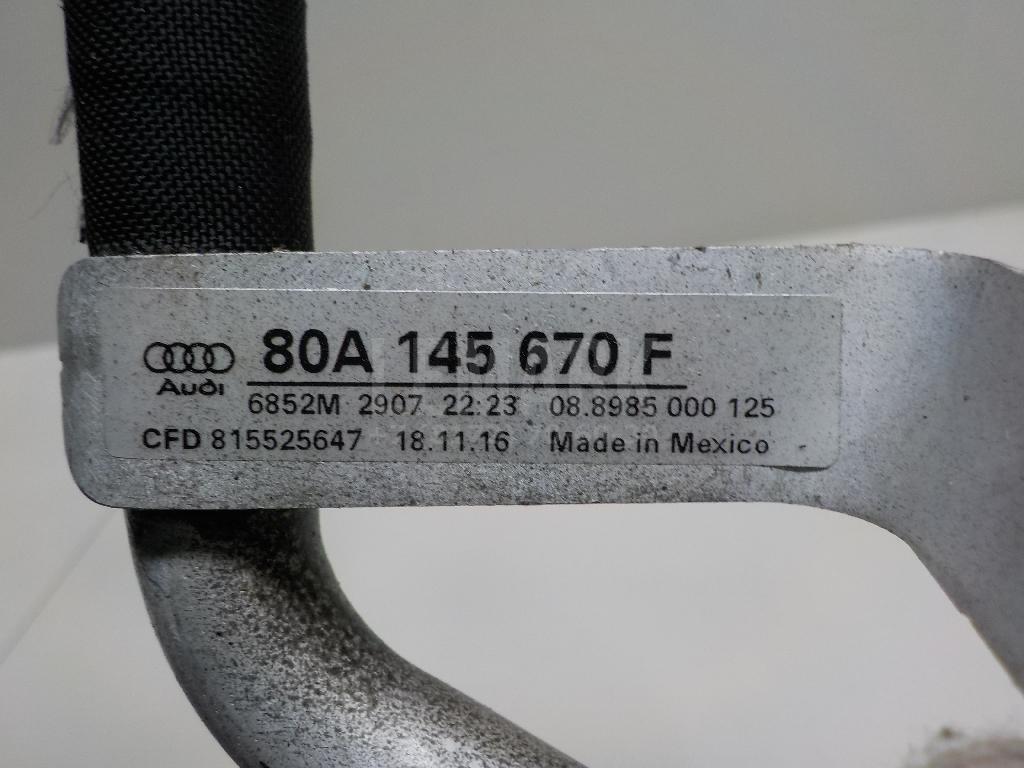 80A 145 670 F
Audi
6852M 2907 22:23 08.8985 000 125
CFD 815525647 18.11.16 Made in Mexico